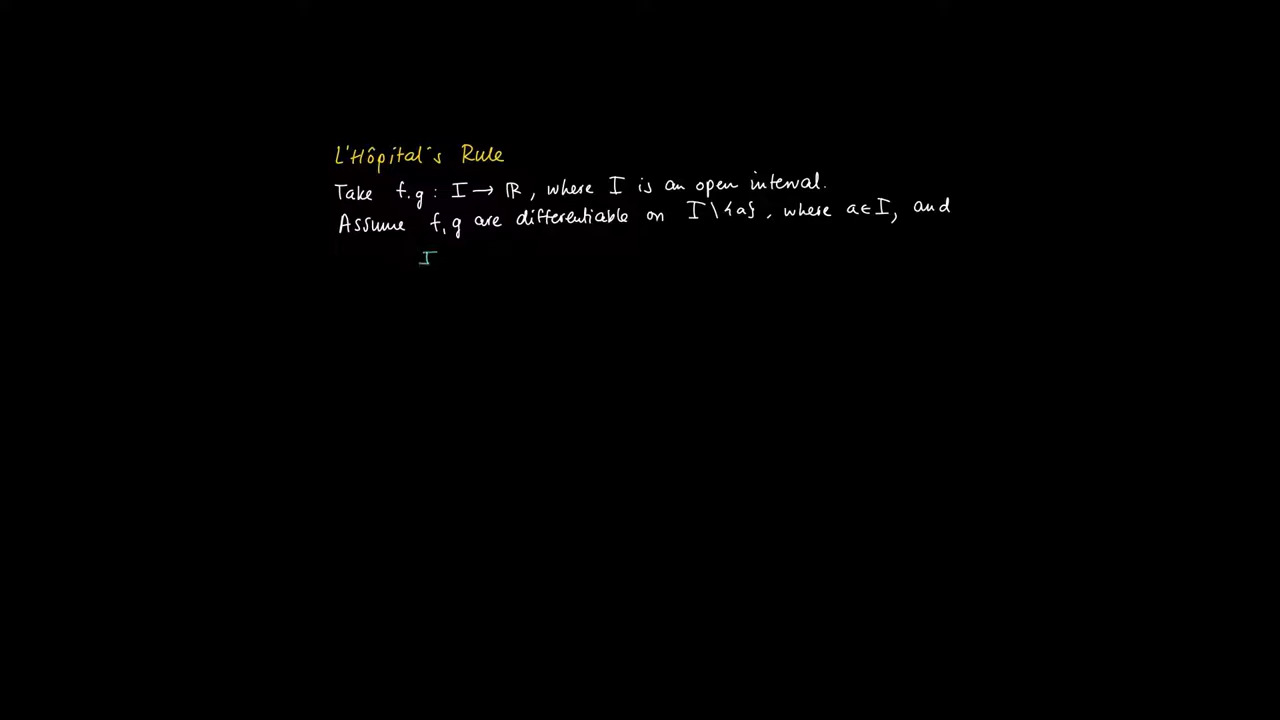 L'Hôpital's Rule
Take f,g : I → ℝ, where I is an open interval.
Assume f,g are differentiable on I \ {a}, where a ∈ I, and
I